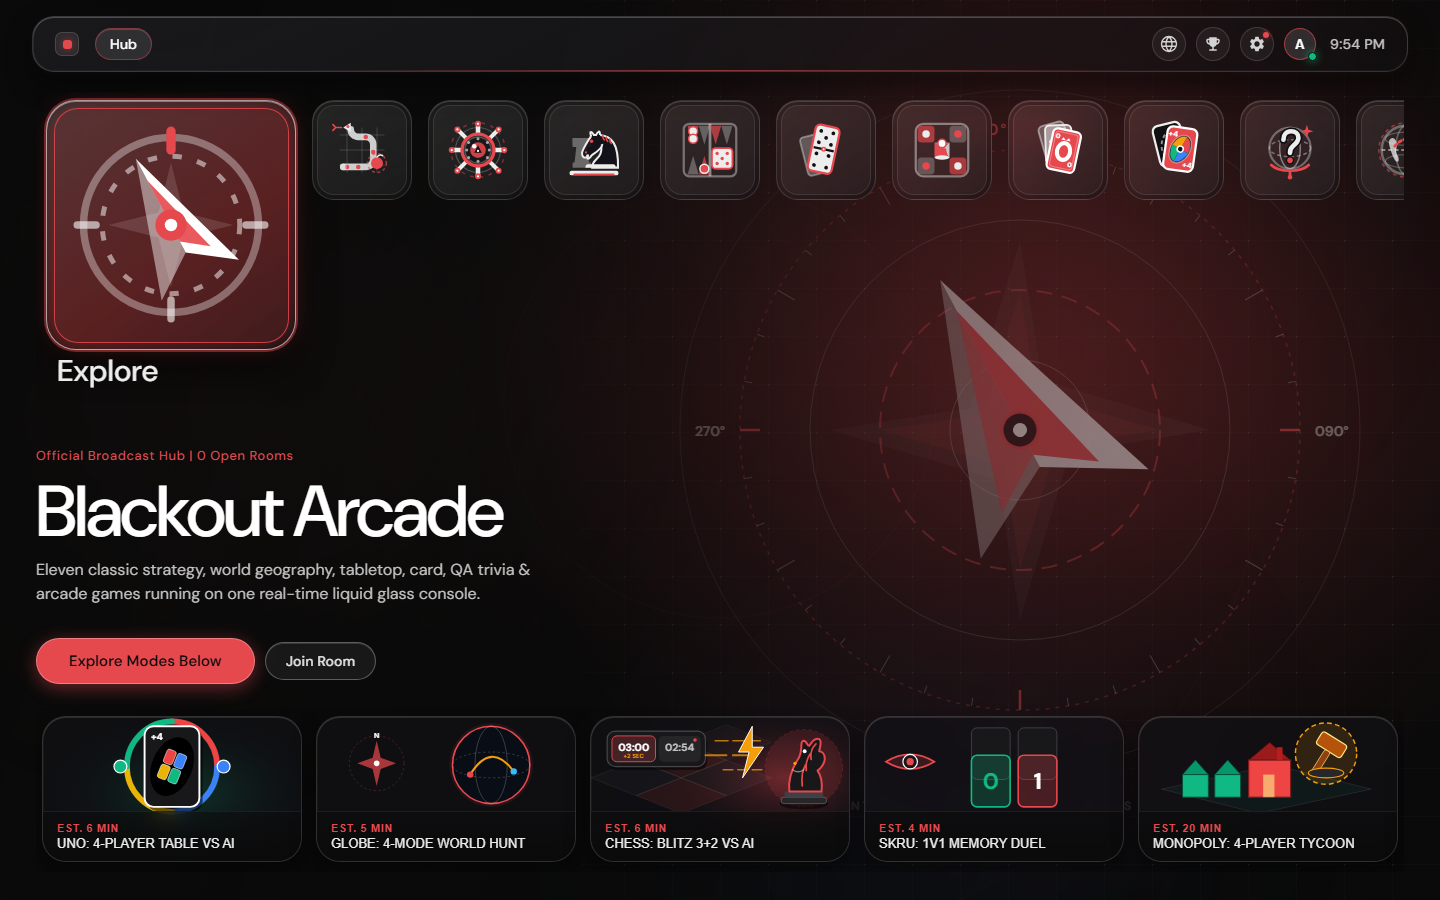 Hub
A
9:54 PM
Explore
270°
090°
Official Broadcast Hub | 0 Open Rooms
Blackout Arcade
Eleven classic strategy, world geography, tabletop, card, QA trivia &
arcade games running on one real-time liquid glass console.
Explore Modes Below
Join Room
+4
N
03:00
+2 SEC
02:54
0
1
EST. 6 MIN
UNO: 4-PLAYER TABLE VS AI
EST. 5 MIN
GLOBE: 4-MODE WORLD HUNT
EST. 6 MIN
CHESS: BLITZ 3+2 VS AI
EST. 4 MIN
SKRU: 1V1 MEMORY DUEL
EST. 20 MIN
MONOPOLY: 4-PLAYER TYCOON